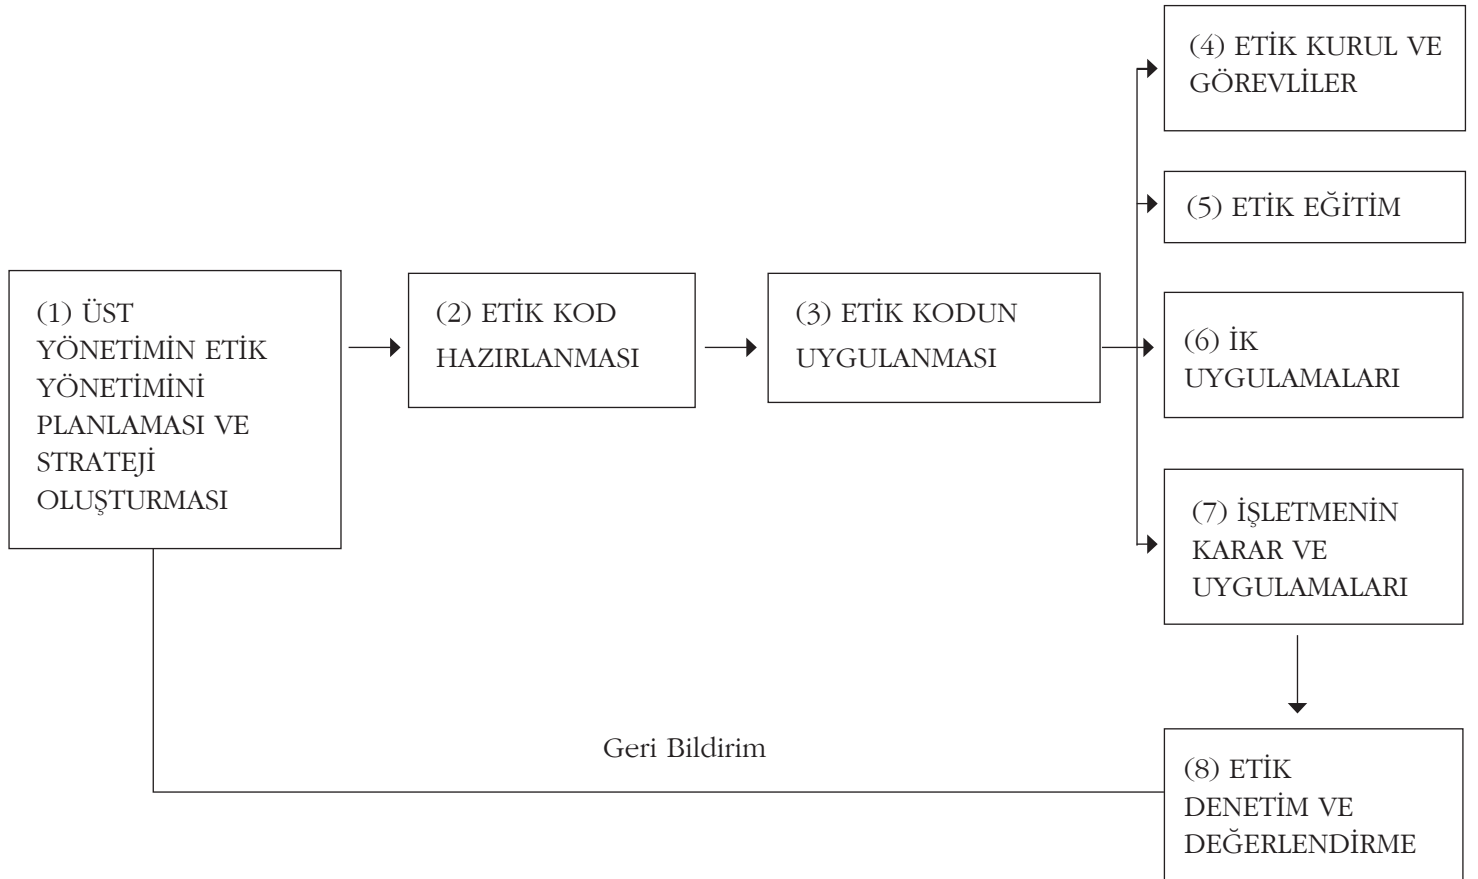 (1) ÜST
YÖNETİMİN ETİK
YÖNETİMİNİ
PLANLAMASI VE
STRATEJİ
OLUŞTURMASI
(2) ETİK KOD
HAZIRLANMASI
(3) ETİK KODUN
UYGULANMASI
(4) ETİK KURUL VE
GÖREVLİLER
(5) ETİK EĞİTİM
(6) İK
UYGULAMALARI
(7) İŞLETMENİN
KARAR VE
UYGULAMALARI
(8) ETİK
DENETİM VE
DEĞERLENDİRME
Geri Bildirim